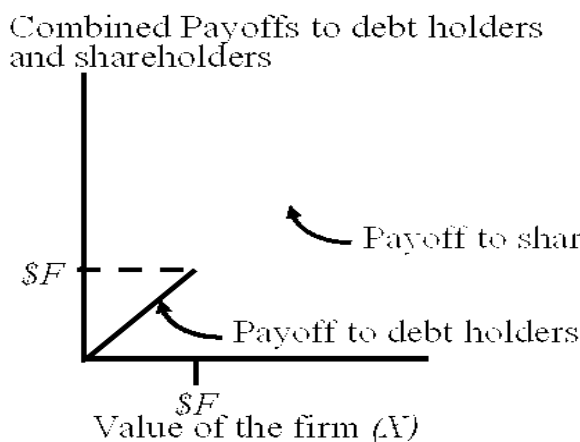 Combined Payoffs to debt holders
and shareholders
Payoff to shar
$F
Payoff to debt holders
$F
Value of the firm (X)